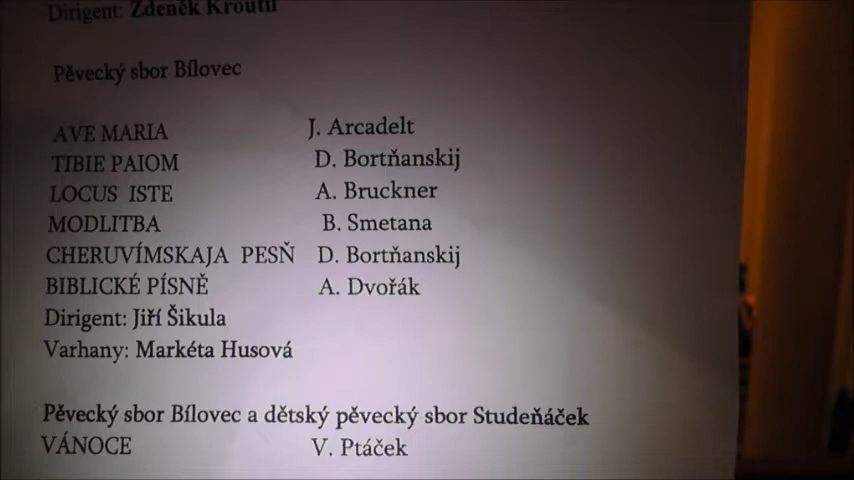 Dirigent: Zdeněk Kroutil
Pěvecký sbor Bílovec
AVE MARIA J. Arcadelt
TIBIE PAIOM D. Bortňanskij
LOCUS ISTE A. Bruckner
MODLITBA B. Smetana
CHERUVÍMSKAJA PESŇ D. Bortňanskij
BIBLICKÉ PÍSNĚ A. Dvořák
Dirigent: Jiří Šikula
Varhany: Markéta Husová
Pěvecký sbor Bílovec a dětský pěvecký sbor Studeňáček
VÁNOCE V. Ptáček